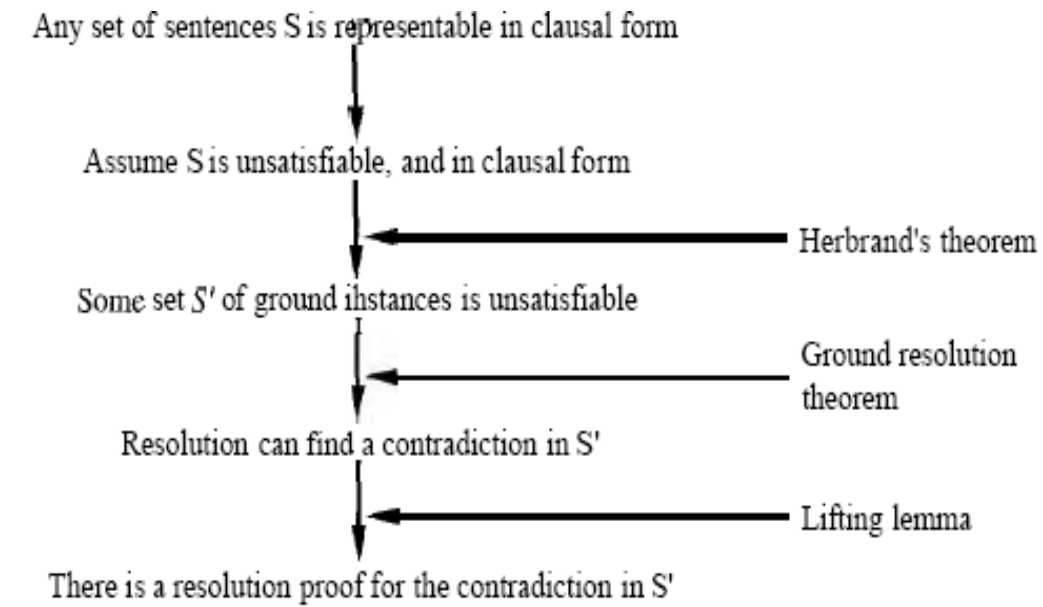 Any set of sentences S is representable in clausal form
Assume S is unsatisfiable, and in clausal form
Herbrand's theorem
Some set S' of ground instances is unsatisfiable
Ground resolution
theorem
Resolution can find a contradiction in S'
Lifting lemma
There is a resolution proof for the contradiction in S'